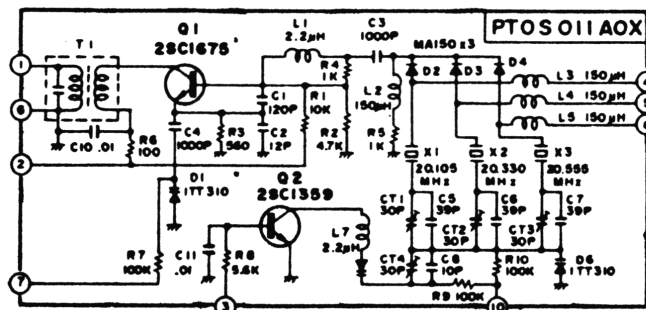 PTOS011AOX
T1
Q1
2SC1675
L1
2.2μH
C3
1000P
MA150x3
D2
D3
D4
R4
1K
L2
150μH
L3 150μH
L4 150μH
L5 150μH
1
6
2
7
3
10
C10 .01
R6
100
C4
1000P
R3
560
C1
120P
C2
12P
R1
10K
R2
4.7K
R5
1K
X1
20.105
MHz
X2
20.330
MHz
X3
20.555
MHz
D1
1TT310
Q2
2SC1359
L7
2.2μH
CT1
30P
C5
39P
CT2
30P
C6
39P
CT3
30P
C7
39P
R7
100K
C11
.01
R8
5.6K
CT4
30P
C8
10P
R10
100K
D6
1TT310
R9 100K